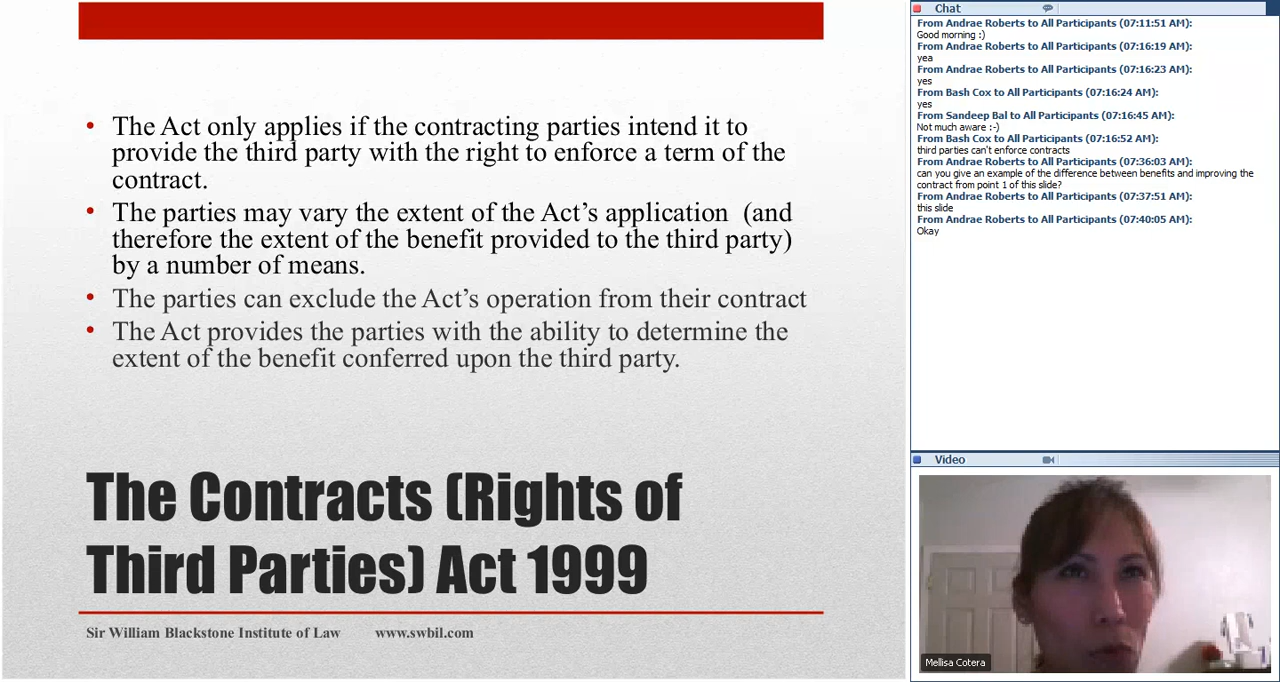 • The Act only applies if the contracting parties intend it to
provide the third party with the right to enforce a term of the
contract.
• The parties may vary the extent of the Act’s application (and
therefore the extent of the benefit provided to the third party)
by a number of means.
• The parties can exclude the Act’s operation from their contract
• The Act provides the parties with the ability to determine the
extent of the benefit conferred upon the third party.
The Contracts (Rights of
Third Parties) Act 1999
Sir William Blackstone Institute of Law www.swbil.com
Chat
From Andrae Roberts to All Participants (07:11:51 AM):
Good morning :)
From Andrae Roberts to All Participants (07:16:19 AM):
yea
From Andrae Roberts to All Participants (07:16:23 AM):
yes
From Bash Cox to All Participants (07:16:24 AM):
yes
From Sandeep Bal to All Participants (07:16:45 AM):
Not much aware :-)
From Bash Cox to All Participants (07:16:52 AM):
third parties can't enforce contracts
From Andrae Roberts to All Participants (07:36:03 AM):
can you give an example of the difference between benefits and improving the
contract from point 1 of this slide?
From Andrae Roberts to All Participants (07:37:51 AM):
this slide
From Andrae Roberts to All Participants (07:40:05 AM):
Okay
Video
Mellisa Cotera